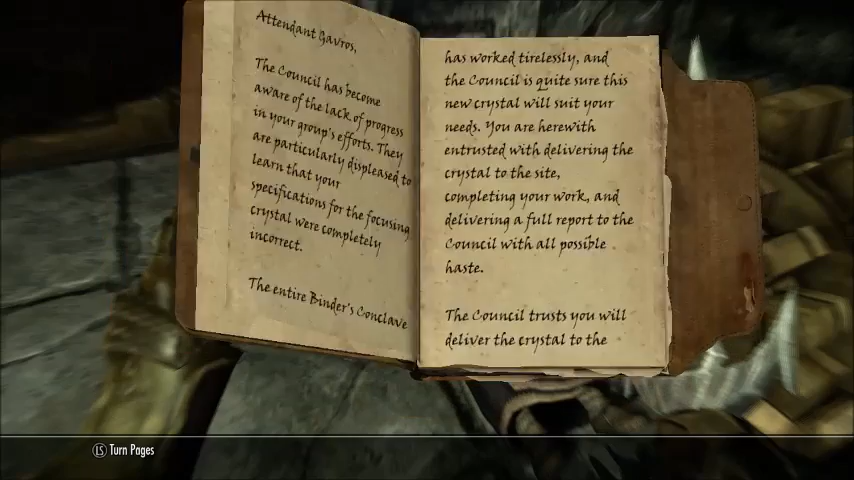 Attendant Gavros,
The Council has become
aware of the lack of progress
in your group's efforts. They
are particularly displeased to
learn that your
specifications for the focusing
crystal were completely
incorrect.
The entire Binder's Conclave
has worked tirelessly, and
the Council is quite sure this
new crystal will suit your
needs. You are herewith
entrusted with delivering the
crystal to the site,
completing your work, and
delivering a full report to the
Council with all possible
haste.
The Council trusts you will
deliver the crystal to the
LS Turn Pages